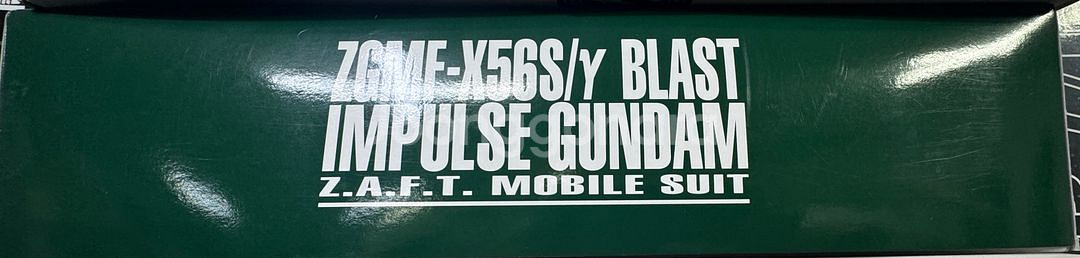 ZGMF-X56S/γ BLAST
IMPULSE GUNDAM
Z.A.F.T. MOBILE SUIT